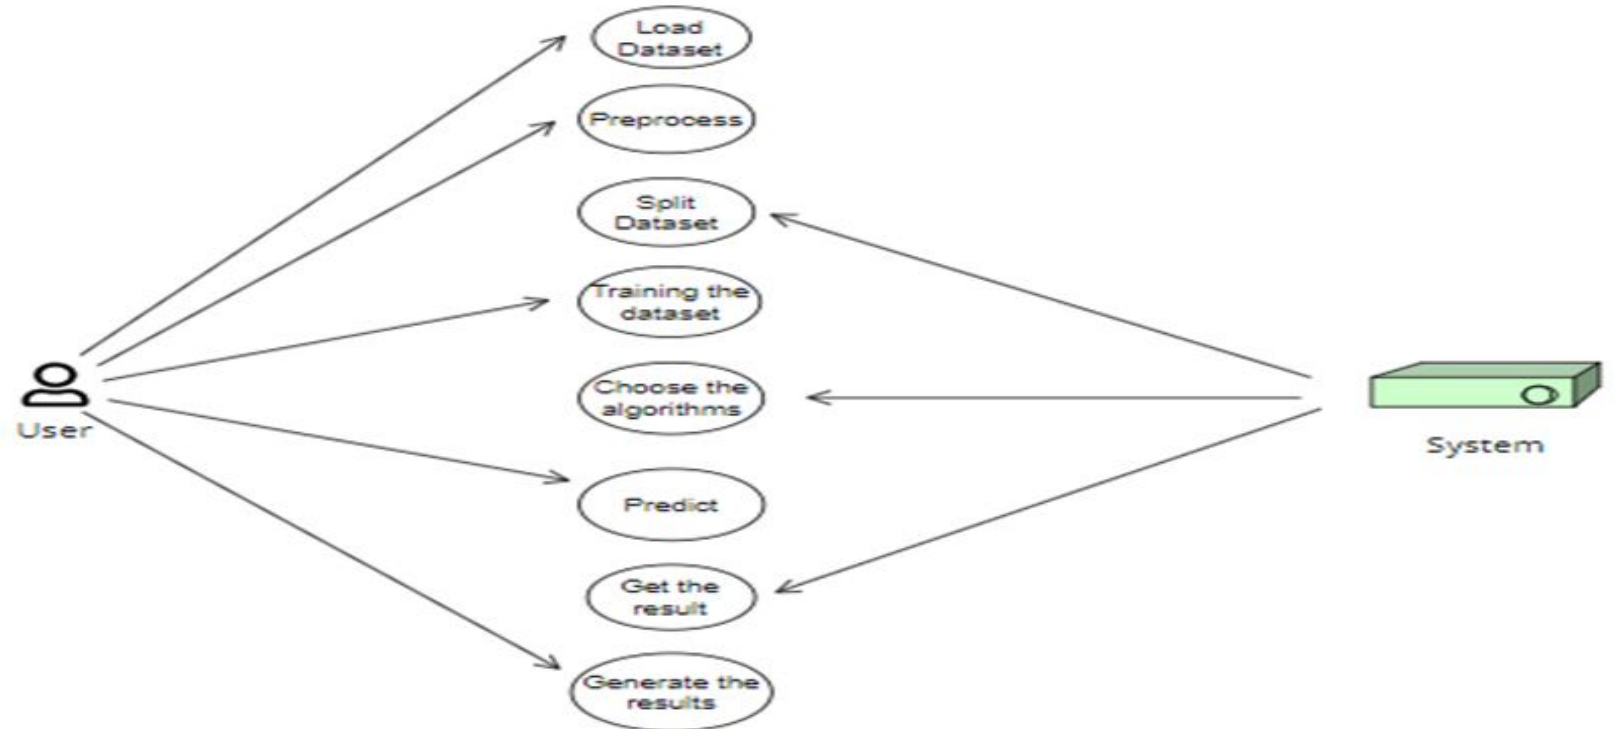 Load
Dataset
Preprocess
Split
Dataset
Training the
dataset
Choose the
algorithms
User
System
Predict
Get the
result
Generate the
results